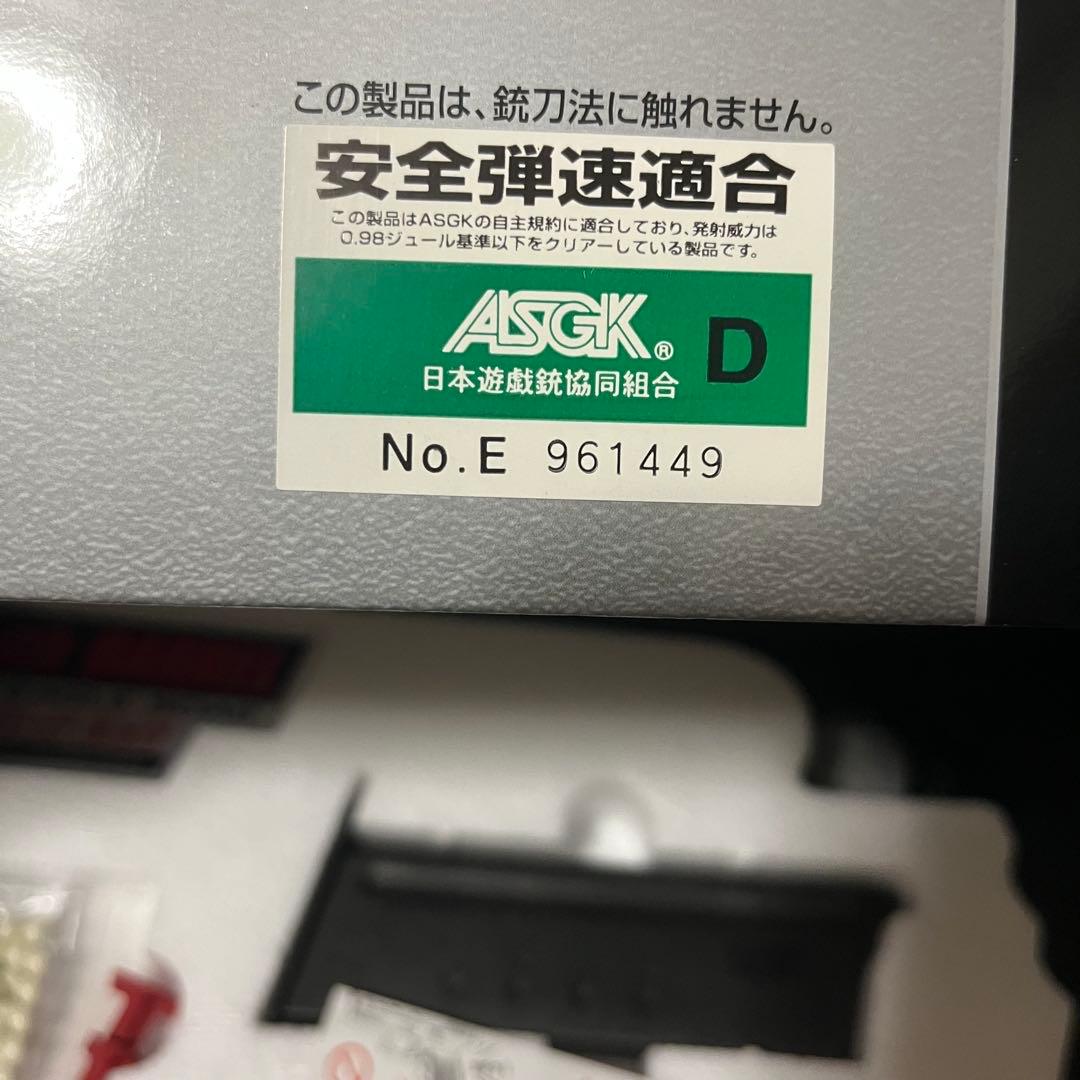 この製品は、銃刀法に触れません。
安全弾速適合
この製品はASGKの自主規約に適合しており、発射威力は
0.98ジュール基準以下をクリアーしている製品です。
ASGK® D
日本遊戯銃協同組合
No.E 961449